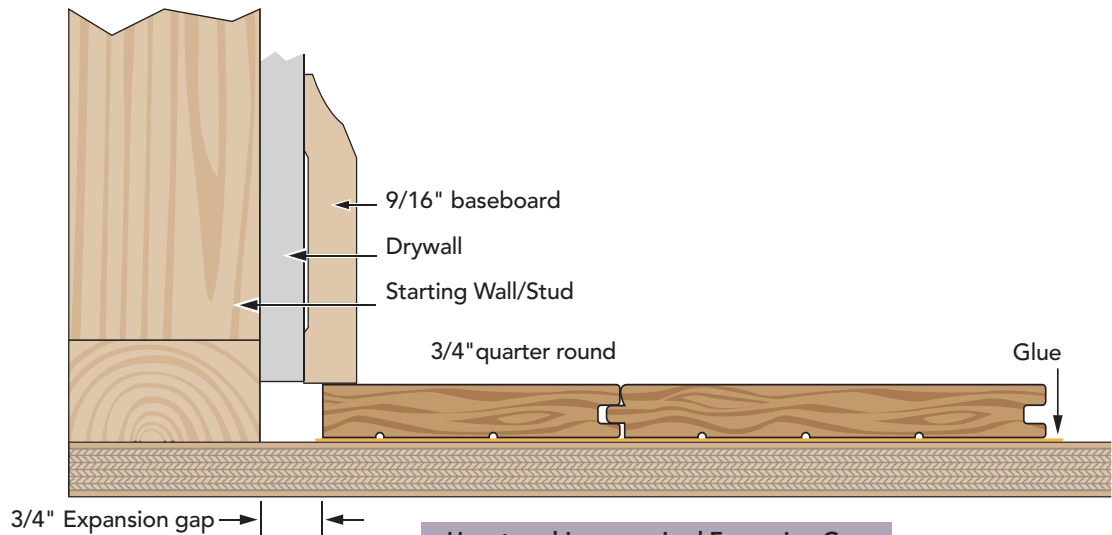 9/16" baseboard
Drywall
Starting Wall/Stud
3/4" quarter round
Glue
3/4" Expansion gap